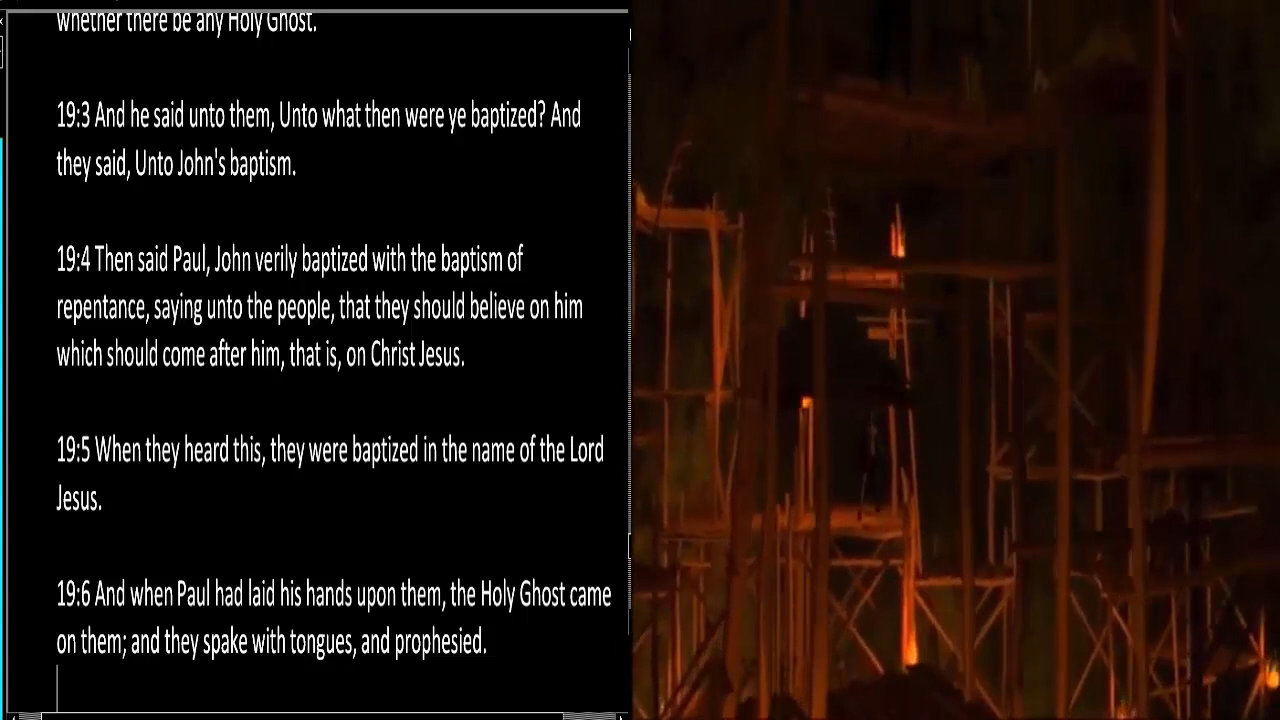 whether there be any Holy Ghost.
19:3 And he said unto them, Unto what then were ye baptized? And
they said, Unto John's baptism.
19:4 Then said Paul, John verily baptized with the baptism of
repentance, saying unto the people, that they should believe on him
which should come after him, that is, on Christ Jesus.
19:5 When they heard this, they were baptized in the name of the Lord
Jesus.
19:6 And when Paul had laid his hands upon them, the Holy Ghost came
on them; and they spake with tongues, and prophesied.